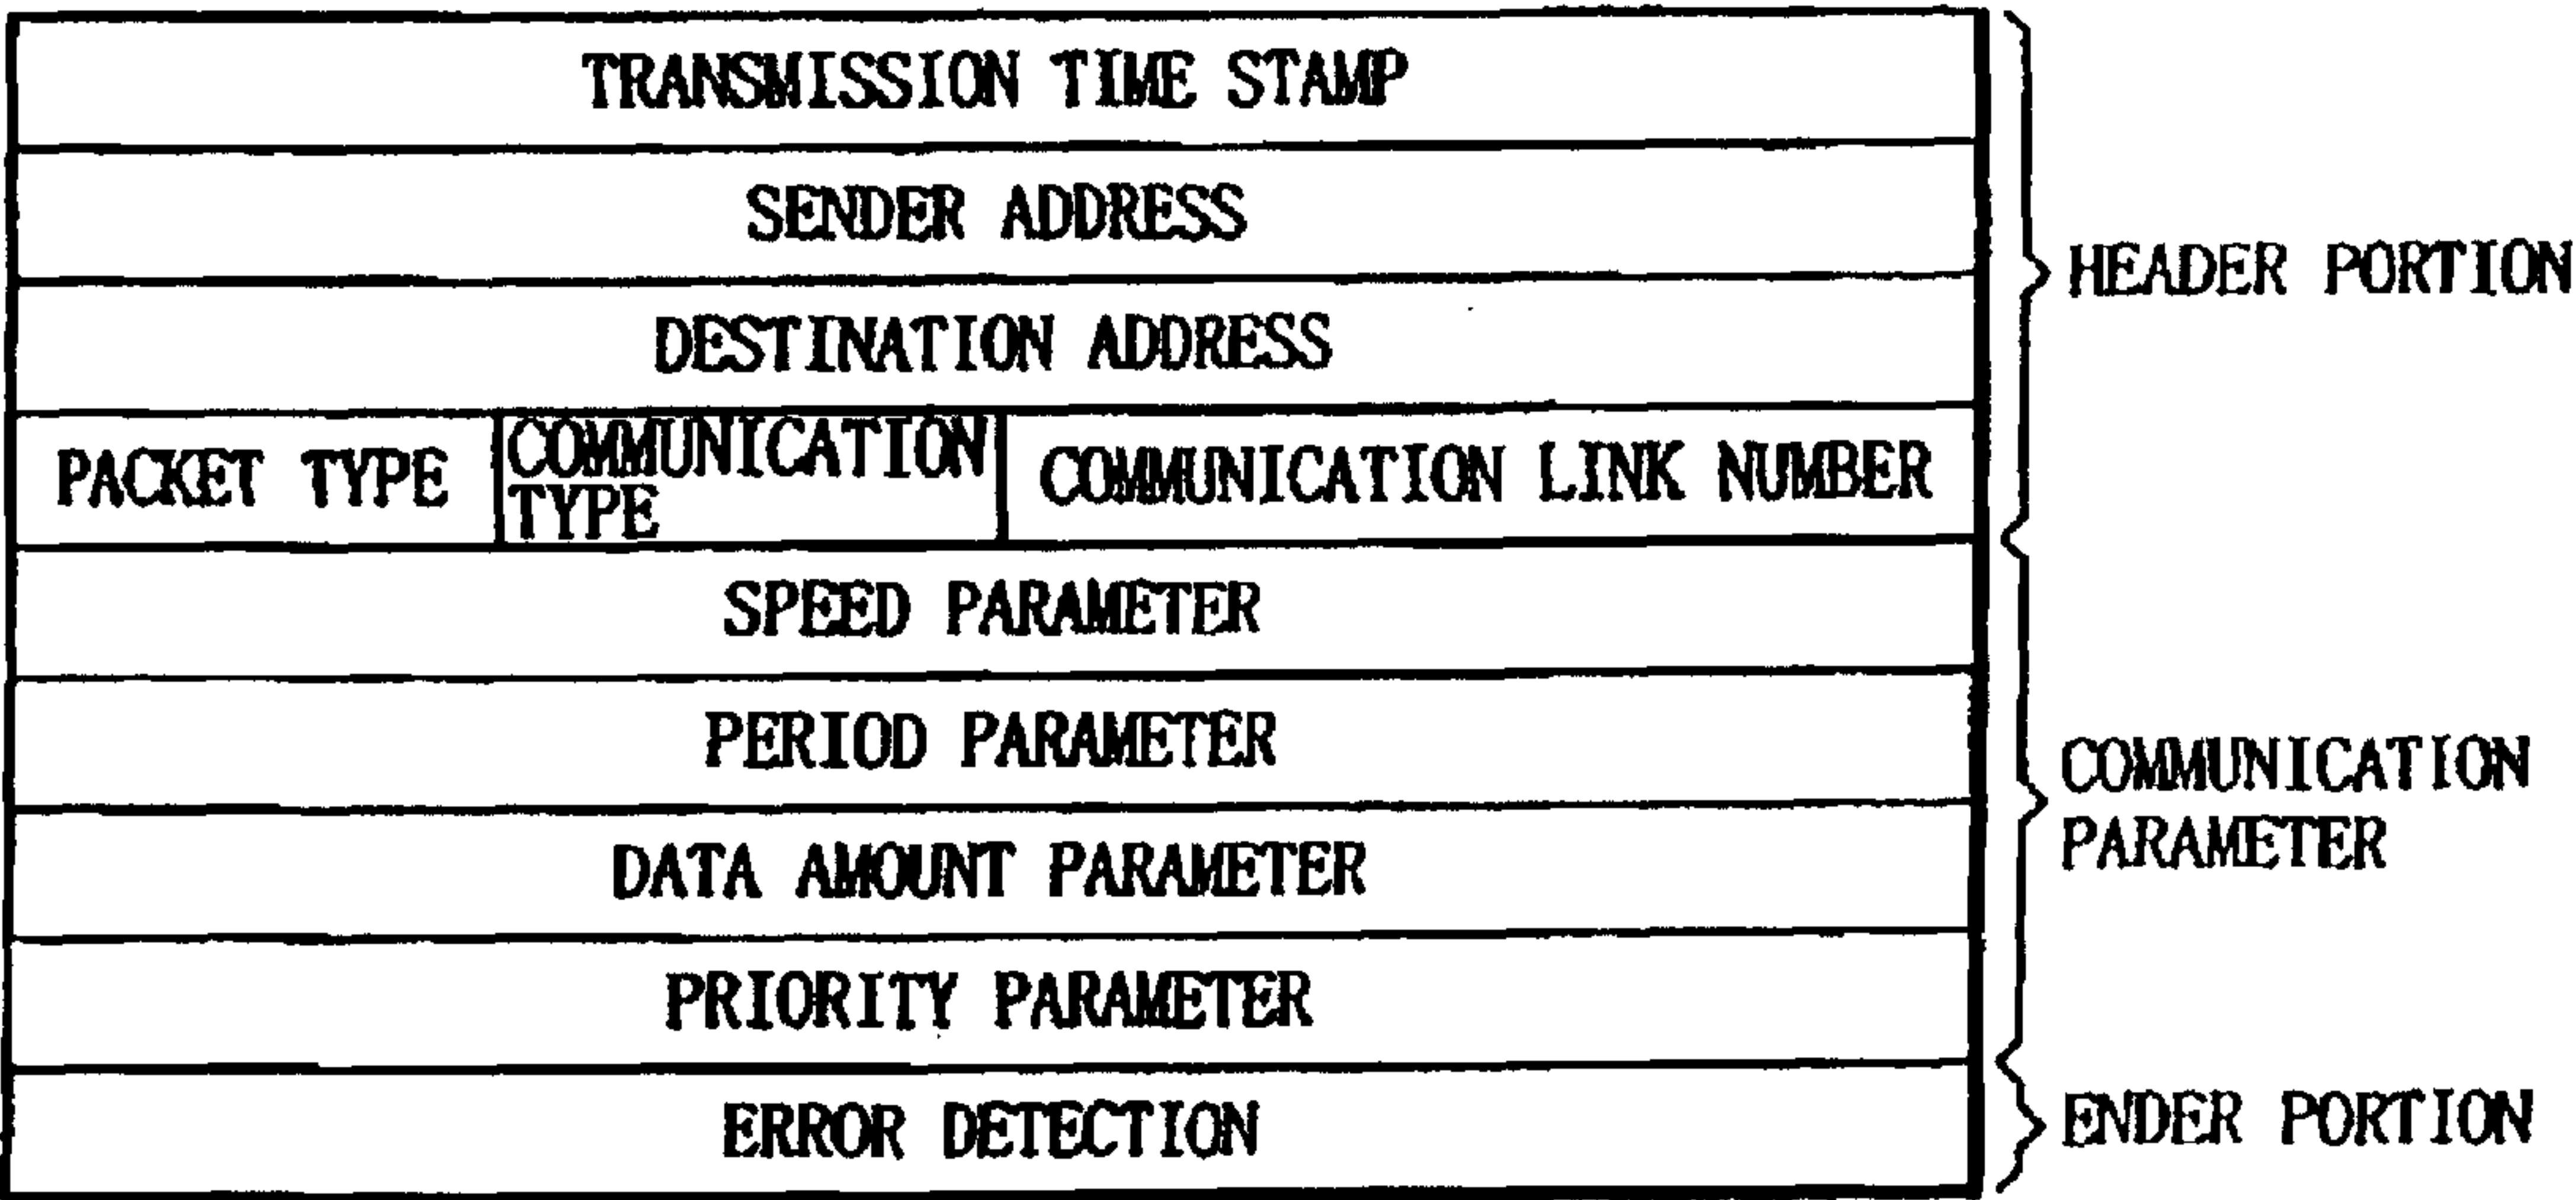 TRANSMISSION TIME STAMP
SENDER ADDRESS
HEADER PORTION
DESTINATION ADDRESS
PACKET TYPE
COMMUNICATION
TYPE
COMMUNICATION LINK NUMBER
SPEED PARAMETER
PERIOD PARAMETER
COMMUNICATION
PARAMETER
DATA AMOUNT PARAMETER
PRIORITY PARAMETER
ERROR DETECTION
ENDER PORTION